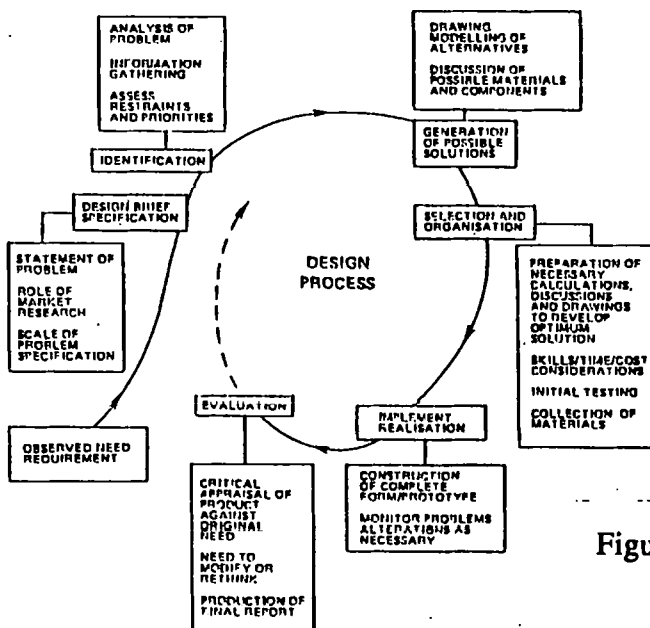 ANALYSIS OF
PROBLEM
INFORMATION
GATHERING
ASSESS
RESTRAINTS
AND PRIORITIES
IDENTIFICATION
DESIGN BRIEF
SPECIFICATION
STATEMENT OF
PROBLEM
ROLE OF
MARKET
RESEARCH
SCALE OF
PROBLEM
SPECIFICATION
OBSERVED NEED
REQUIREMENT
DRAWING
MODELLING OF
ALTERNATIVES
DISCUSSION OF
POSSIBLE MATERIALS
AND COMPONENTS
GENERATION
OF POSSIBLE
SOLUTIONS
SELECTION AND
ORGANISATION
PREPARATION OF
NECESSARY
CALCULATIONS,
DISCUSSIONS
AND DRAWINGS
TO DEVELOP
OPTIMUM
SOLUTION
SKILLS/TIME/COST
CONSIDERATIONS
INITIAL TESTING
COLLECTION OF
MATERIALS
DESIGN
PROCESS
IMPLEMENT
REALISATION
CONSTRUCTION
OF COMPLETE
FORM/PROTOTYPE
MONITOR PROBLEMS
ALTERATIONS AS
NECESSARY
EVALUATION
CRITICAL
APPRAISAL OF
PRODUCT
AGAINST
ORIGINAL
NEED
NEED TO
MODIFY OR
RETHINK
PRODUCTION OF
FINAL REPORT
Figu